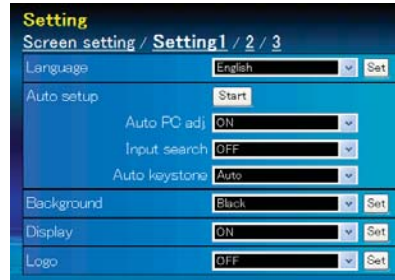 Setting
Screen setting / Setting1 / 2 / 3
Language English Set
Auto setup Start
Auto PC adj. ON
Input search OFF
Auto keystone Auto
Background Black Set
Display ON Set
Logo OFF Set